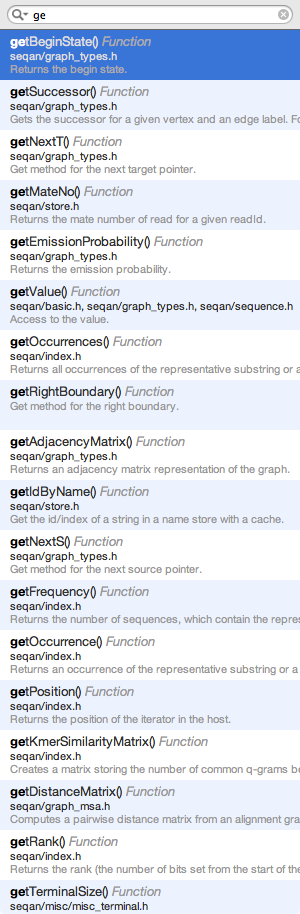 ge
getBeginState() Function
seqan/graph_types.h
Returns the begin state.
getSuccessor() Function
seqan/graph_types.h
Gets the successor for a given vertex and an edge label. Fo
getNextT() Function
seqan/graph_types.h
Get method for the next target pointer.
getMateNo() Function
seqan/store.h
Returns the mate number of read for a given readId.
getEmissionProbability() Function
seqan/graph_types.h
Returns the emission probability.
getValue() Function
seqan/basic.h, seqan/graph_types.h, seqan/sequence.h
Access to the value.
getOccurrences() Function
seqan/index.h
Returns all occurrences of the representative substring or a
getRightBoundary() Function
Get method for the right boundary.
getAdjacencyMatrix() Function
seqan/graph_types.h
Returns an adjacency matrix representation of the graph.
getIdByName() Function
seqan/store.h
Get the id/index of a string in a name store with a cache.
getNextS() Function
seqan/graph_types.h
Get method for the next source pointer.
getFrequency() Function
seqan/index.h
Returns the number of sequences, which contain the repres
getOccurrence() Function
seqan/index.h
Returns an occurrence of the representative substring or a
getPosition() Function
seqan/index.h
Returns the position of the iterator in the host.
getKmerSimilarityMatrix() Function
seqan/index.h
Creates a matrix storing the number of common q-grams be
getDistanceMatrix() Function
seqan/graph_msa.h
Computes a pairwise distance matrix from an alignment gra
getRank() Function
seqan/index.h
Returns the rank (the number of bits set from the start of the
getTerminalSize() Function
seqan/misc/misc_terminal.h